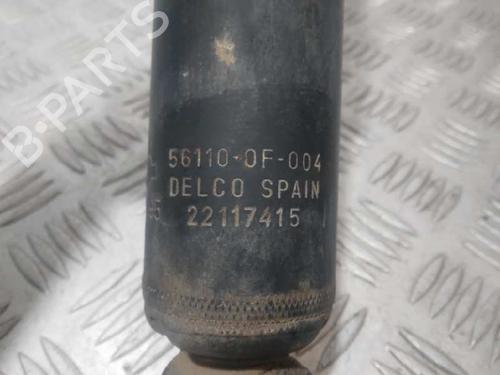 B-PARTS
56110-0F-004
DELCO SPAIN
22117415